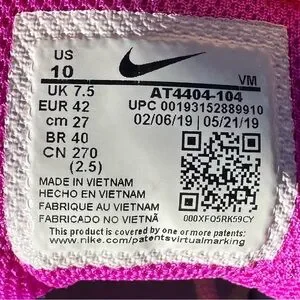 US
10
VM
UK 7.5
AT4404-104
EUR 42
UPC 00193152889910
cm 27
02/06/19 | 05/21/19
BR 40
CN 270
(2.5)
MADE IN VIETNAM
HECHO EN VIETNAM
FABRIQUE AU VIETNAM
FABRICADO NO VIETNÃ
000XFQ5RK59CY
This product is covered by one or more patents:
www.nike.com/patentsvirtualmarking